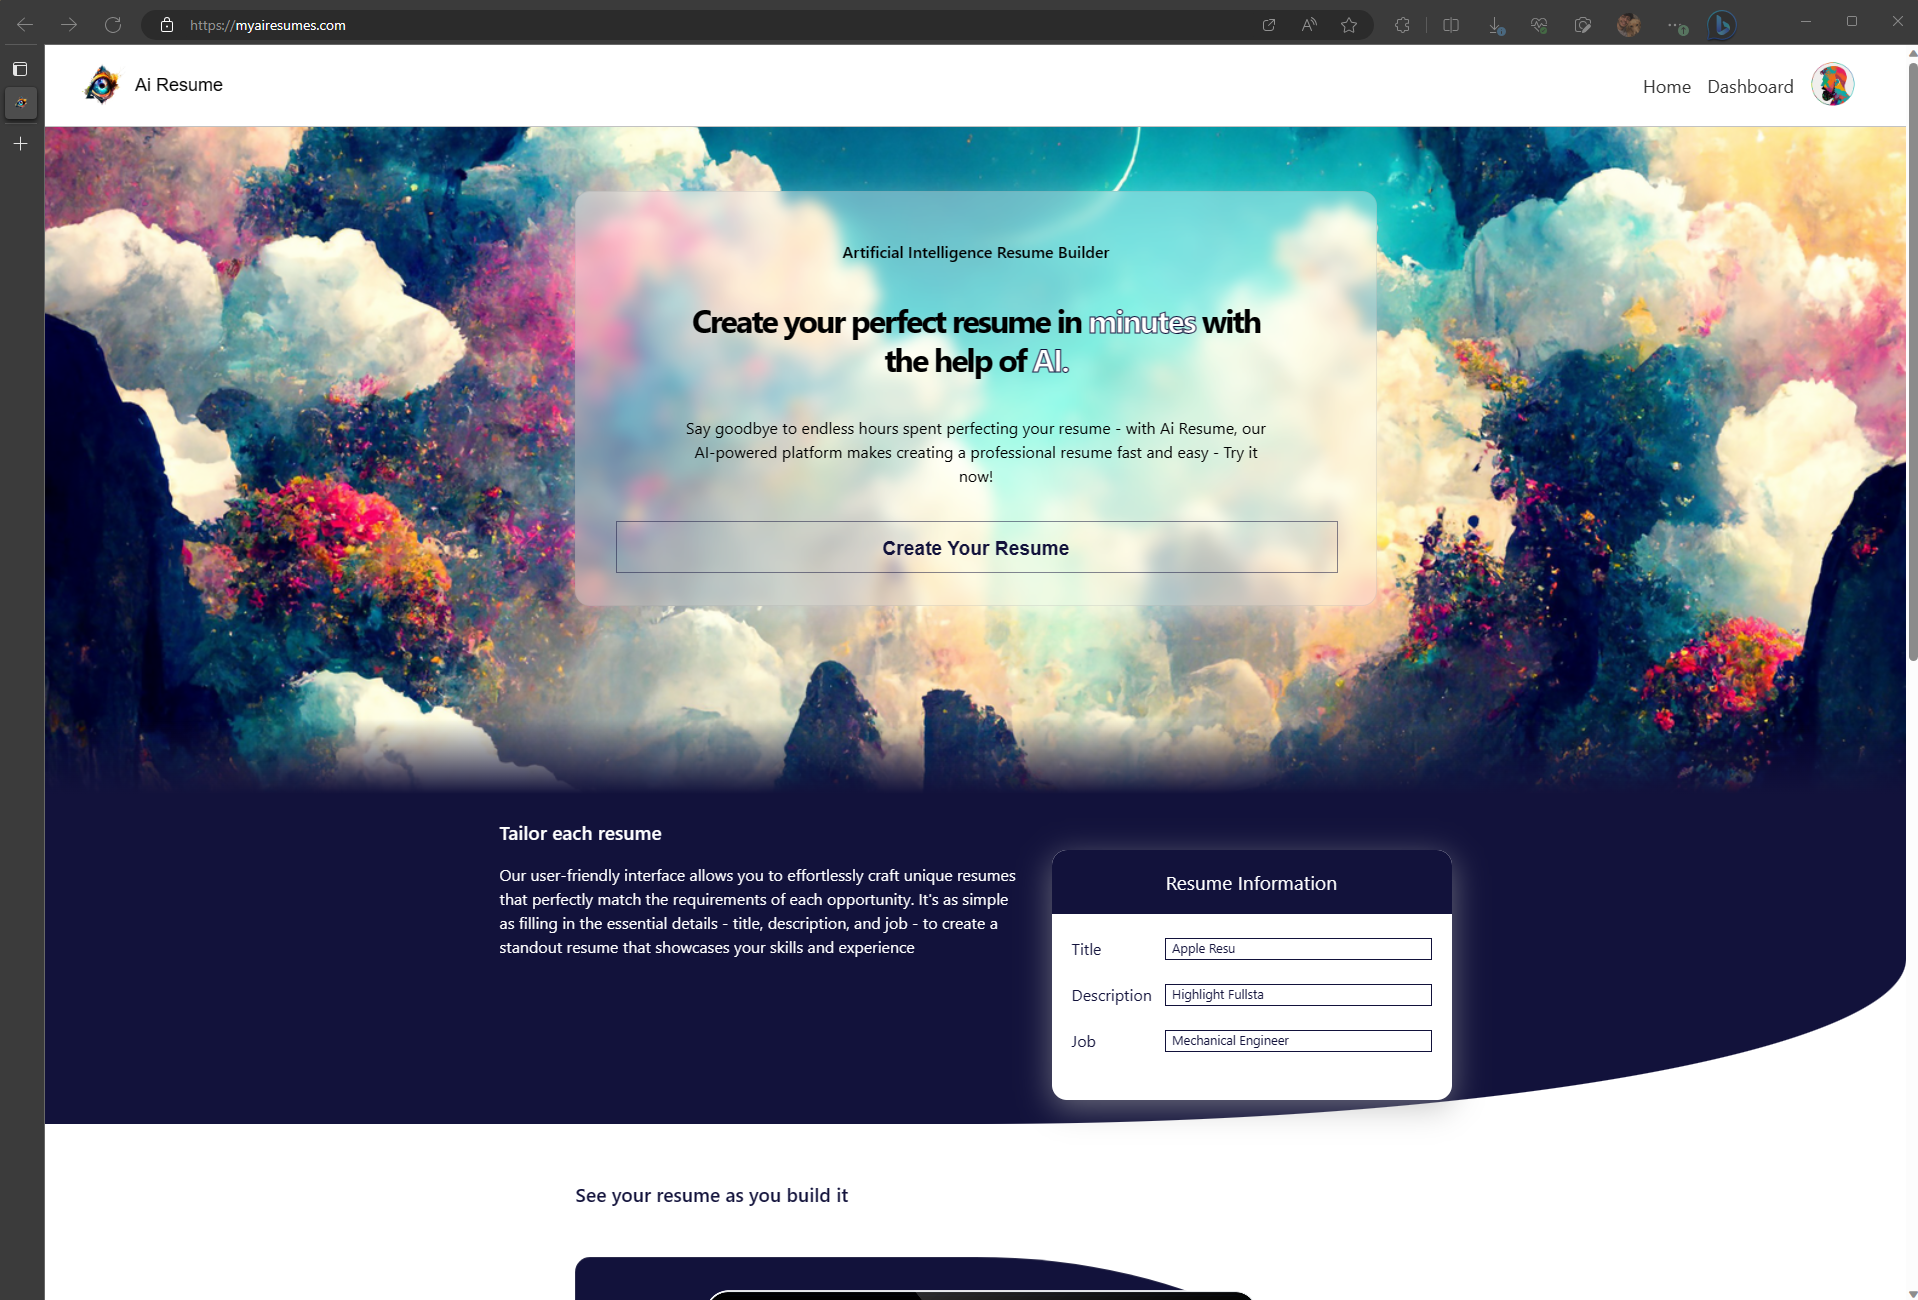 https://myairesumes.com
Ai Resume
Home
Dashboard
Artificial Intelligence Resume Builder
Create your perfect resume in minutes with
the help of AI.
Say goodbye to endless hours spent perfecting your resume - with Ai Resume, our
AI-powered platform makes creating a professional resume fast and easy - Try it
now!
Create Your Resume
Tailor each resume
Our user-friendly interface allows you to effortlessly craft unique resumes
that perfectly match the requirements of each opportunity. It's as simple
as filling in the essential details - title, description, and job - to create a
standout resume that showcases your skills and experience
Resume Information
Title
Apple Resu
Description
Highlight Fullsta
Job
Mechanical Engineer
See your resume as you build it